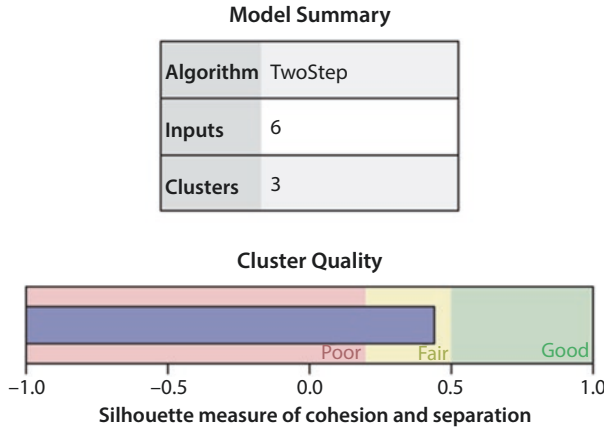 Model Summary
Algorithm TwoStep
Inputs 6
Clusters 3
Cluster Quality
Poor Fair Good
−1.0 −0.5 0.0 0.5 1.0
Silhouette measure of cohesion and separation